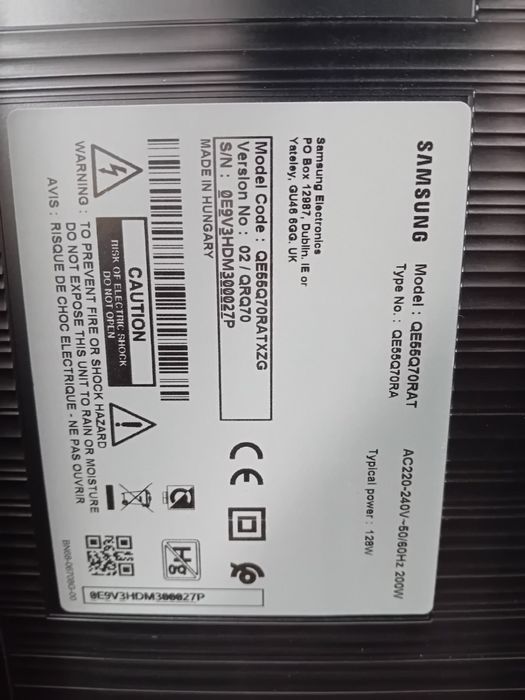 SAMSUNG
Model : QE55Q70RAT
Type No. : QE55Q70RA
AC220-240V~50/60Hz 200W
Typical power : 128W
Samsung Electronics
PO Box 12987, Dublin. IE or
Yateley, GU46 6GG. UK
Model Code : QE55Q70RATXZG
Version No : 02 / QRQ70
S/N : 0E9V3HDM300027P
MADE IN HUNGARY
CE
Hg
CAUTION
RISK OF ELECTRIC SHOCK
DO NOT OPEN
WARNING : TO PREVENT FIRE OR SHOCK HAZARD
DO NOT EXPOSE THIS UNIT TO RAIN OR MOISTURE
AVIS : RISQUE DE CHOC ELECTRIQUE - NE PAS OUVRIR
0E9V3HDM300027P